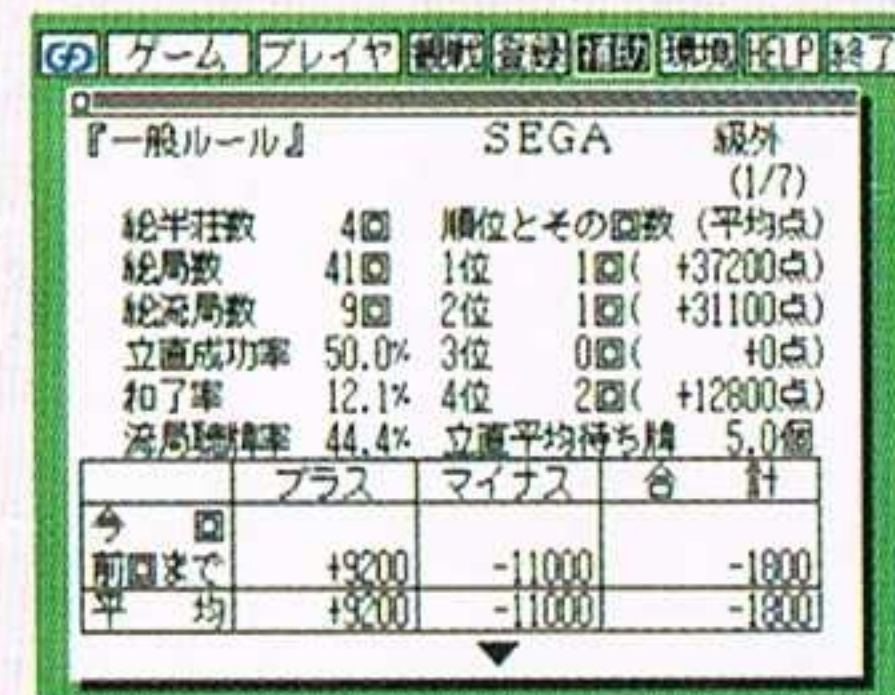 ゲーム プレイヤ 観戦 登録 確認 環境 HELP 終了
『一般ルール』 SEGA 級外
(1/7)
総半荘数 4回 順位とその回数 (平均点)
総局数 41回 1位 1回( +37200点)
総流局数 9回 2位 1回( +31100点)
立直成功率 50.0% 3位 0回( +0点)
和了率 12.1% 4位 2回( +12800点)
流局聴牌率 44.4% 立直平均待ち牌 5.0個
プラス マイナス 合計
今回
前回まで +9200 -11000 -1800
平均 +9200 -11000 -1800